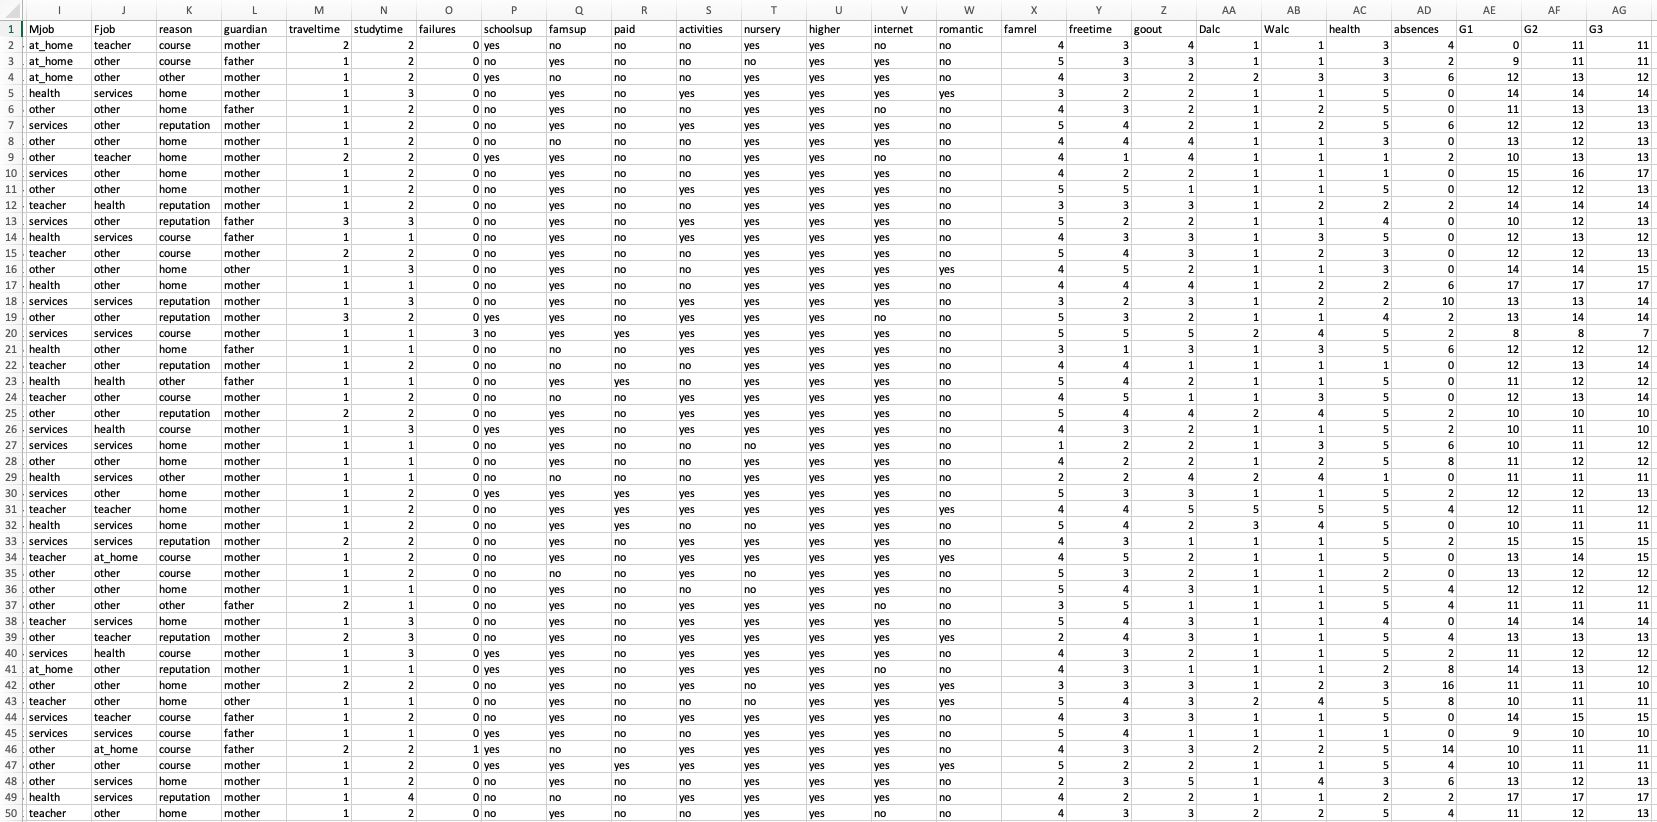 I J K L M N O P Q R S T U V W X Y Z AA AB AC AD AE AF AG
1 Mjob Fjob reason guardian traveltime studytime failures schoolsup famsup paid activities nursery higher internet romantic famrel freetime goout Dalc Walc health absences G1 G2 G3
2 at_home teacher course mother 2 2 0 yes no no no yes yes no no 4 3 4 1 1 3 4 0 11 11
3 at_home other course father 1 2 0 no yes no no no yes yes no 5 3 3 1 1 3 2 9 11 11
4 at_home other other mother 1 2 0 yes no no no yes yes yes no 4 3 2 2 3 3 6 12 13 12
5 health services home mother 1 3 0 no yes no yes yes yes yes yes 3 2 2 1 1 5 0 14 14 14
6 other other home father 1 2 0 no yes no no yes yes no no 4 3 2 1 2 5 0 11 13 13
7 services other reputation mother 1 2 0 no yes no yes yes yes yes no 5 4 2 1 2 5 6 12 12 13
8 other other home mother 1 2 0 no no no no yes yes yes no 4 4 4 1 1 3 0 13 12 13
9 other teacher home mother 2 2 0 yes yes no no yes yes no no 4 1 4 1 1 1 2 10 13 13
10 services other home mother 1 2 0 no yes no no yes yes yes no 4 2 2 1 1 1 0 15 16 17
11 other other home mother 1 2 0 no yes no yes yes yes yes no 5 5 1 1 1 5 0 12 12 13
12 teacher health reputation mother 1 2 0 no yes no no yes yes yes no 3 3 3 1 2 2 2 14 14 14
13 services other reputation father 3 3 0 no yes no yes yes yes yes no 5 2 2 1 1 4 0 10 12 13
14 health services course father 1 1 0 no yes no yes yes yes yes no 4 3 3 1 3 5 0 12 13 12
15 teacher other course mother 2 2 0 no yes no no yes yes yes no 5 4 3 1 2 3 0 12 12 13
16 other other home other 1 3 0 no yes no no yes yes yes yes 4 5 2 1 1 3 0 14 14 15
17 health other home mother 1 1 0 no yes no no yes yes yes no 4 4 4 1 2 2 6 17 17 17
18 services services reputation mother 1 3 0 no yes no yes yes yes yes no 3 2 3 1 2 2 10 13 13 14
19 other other reputation mother 3 2 0 yes yes no yes yes yes no no 5 3 2 1 1 4 2 13 14 14
20 services services course mother 1 1 3 no yes yes yes yes yes yes no 5 5 5 2 4 5 2 8 8 7
21 health other home father 1 1 0 no no no yes yes yes yes no 3 1 3 1 3 5 6 12 12 12
22 teacher other reputation mother 1 2 0 no no no no yes yes yes no 4 4 1 1 1 1 0 12 13 14
23 health health other father 1 1 0 no yes yes no yes yes yes no 5 4 2 1 1 5 0 11 12 12
24 teacher other course mother 1 2 0 no no no yes yes yes yes no 4 5 1 1 3 5 0 12 13 14
25 other other reputation mother 2 2 0 no yes no yes yes yes yes no 5 4 4 2 4 5 2 10 10 10
26 services health course mother 1 3 0 yes yes no yes yes yes yes no 4 3 2 1 1 5 2 10 11 10
27 services services home mother 1 1 0 no yes no no no yes yes no 1 2 2 1 3 5 6 10 11 12
28 other other home mother 1 1 0 no yes no no yes yes yes no 4 2 2 1 2 5 8 11 12 12
29 health services other mother 1 1 0 no no no no yes yes yes no 2 2 4 2 4 1 0 11 11 11
30 services other home mother 1 2 0 yes yes yes yes yes yes yes no 5 3 3 1 1 5 2 12 12 13
31 teacher teacher home mother 1 2 0 no yes yes yes yes yes yes yes 4 4 5 5 5 5 4 12 11 12
32 health services home mother 1 2 0 no yes yes no no yes yes no 5 4 2 3 4 5 0 10 11 11
33 services services reputation mother 2 2 0 no yes no yes yes yes yes no 4 3 1 1 1 5 2 15 15 15
34 teacher at_home course mother 1 2 0 no yes no yes yes yes yes yes 4 5 2 1 1 5 0 13 14 15
35 other other course mother 1 2 0 no no no yes no yes yes no 5 3 2 1 1 2 0 13 12 12
36 other other home mother 1 1 0 no yes no no no yes yes no 5 4 3 1 1 5 4 12 12 12
37 other other other father 2 1 0 no yes no yes yes yes no no 3 5 1 1 1 5 4 11 11 11
38 teacher services home mother 1 3 0 no yes no yes yes yes yes no 5 4 3 1 1 4 0 14 14 14
39 other teacher reputation mother 2 3 0 no yes no yes yes yes yes yes 2 4 3 1 1 5 4 13 13 13
40 services health course mother 1 3 0 yes yes no yes yes yes yes no 4 3 2 1 1 5 2 11 12 12
41 at_home other reputation mother 1 1 0 yes yes no yes yes yes no no 4 3 1 1 1 2 8 14 13 12
42 other other home mother 2 2 0 no yes no yes no yes yes yes 3 3 3 1 2 3 16 11 11 10
43 teacher other home other 1 1 0 no yes no no no yes yes yes 5 4 3 2 4 5 8 10 11 11
44 services teacher course father 1 2 0 no yes no yes yes yes yes no 4 3 3 1 1 5 0 14 15 15
45 services services course father 1 1 0 no yes no no yes yes yes no 5 4 1 1 1 1 0 9 10 10
46 other at_home course father 2 2 1 yes no no yes yes yes yes no 4 3 3 2 2 5 14 10 11 11
47 other other course mother 1 2 0 yes yes yes yes yes yes yes yes 5 2 2 1 1 5 4 10 11 11
48 other services home mother 1 2 0 no yes no no yes yes yes no 2 3 5 1 4 3 6 13 12 13
49 health services reputation mother 1 4 0 no no no yes yes yes yes no 4 2 2 1 1 2 2 17 17 17
50 teacher other home mother 1 2 0 no yes no no yes yes no no 4 3 3 2 2 5 4 11 12 13